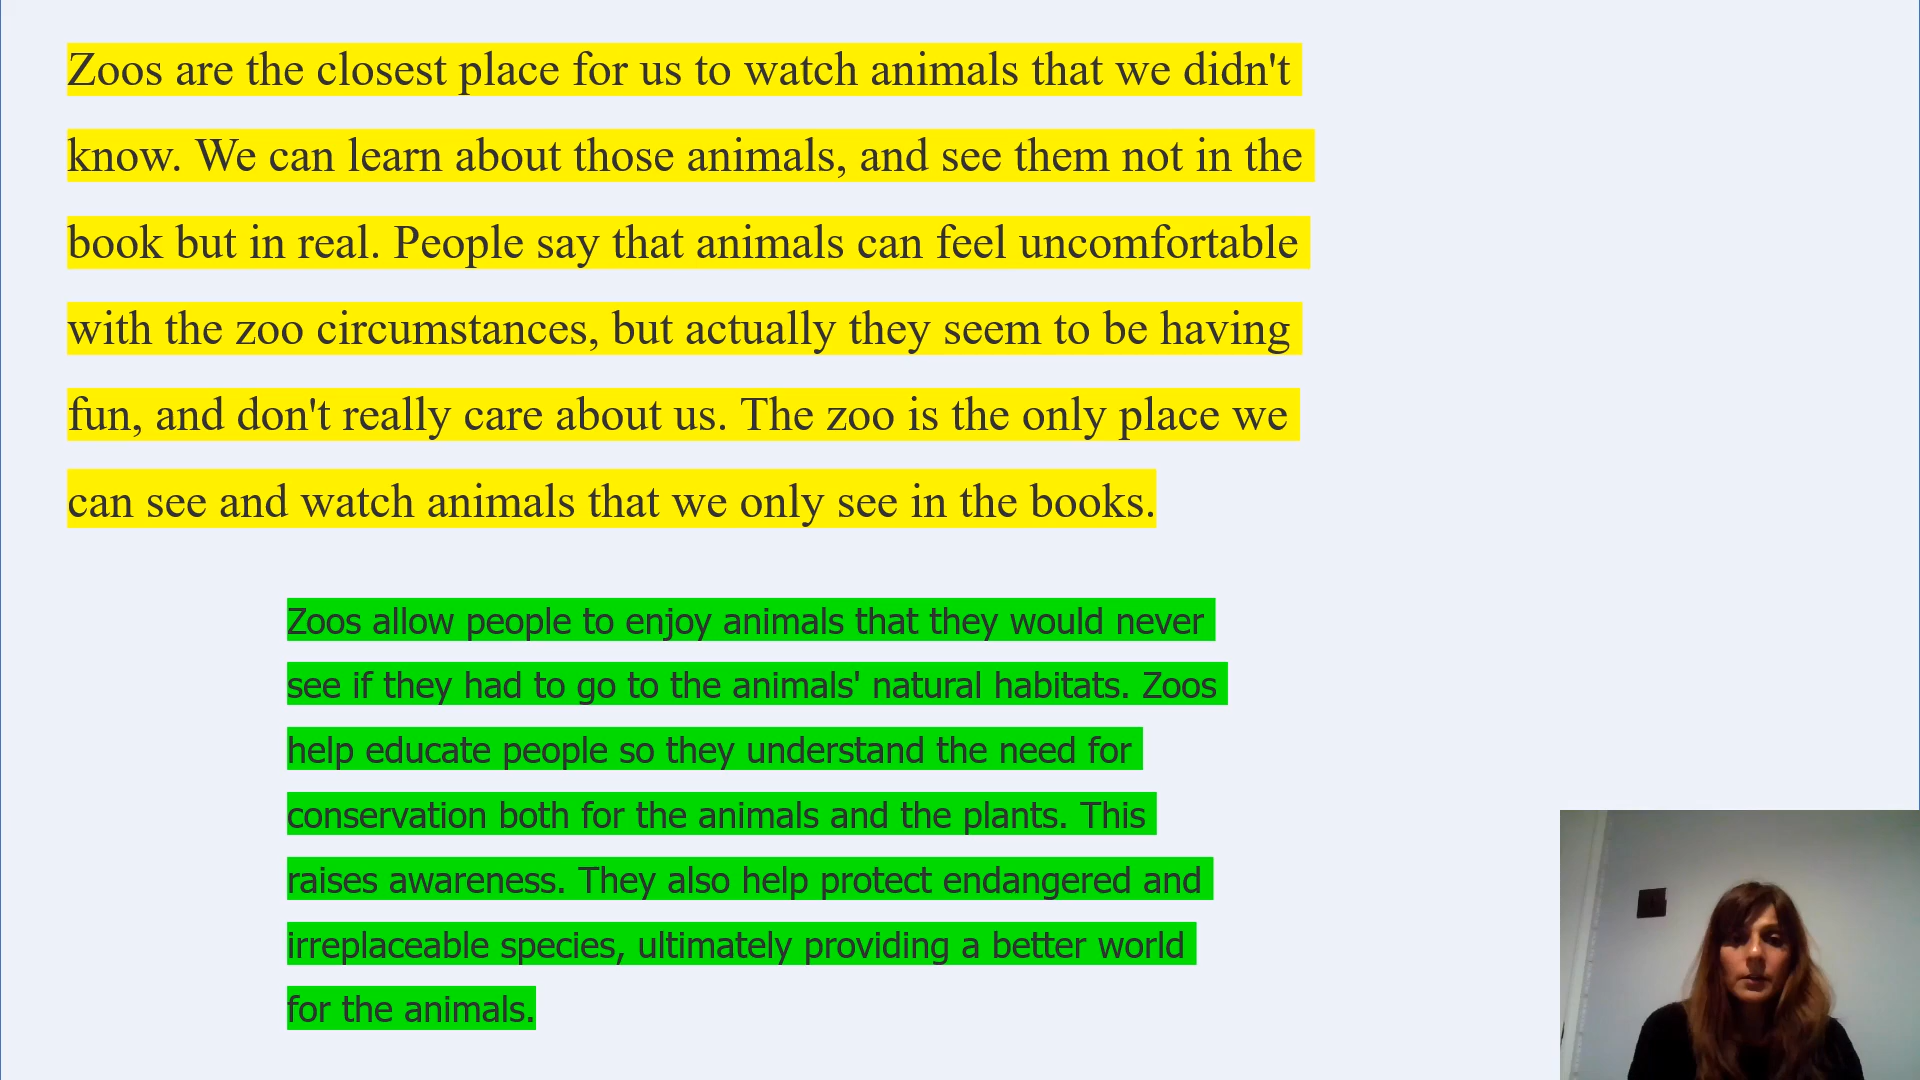 Zoos are the closest place for us to watch animals that we didn't
know. We can learn about those animals, and see them not in the
book but in real. People say that animals can feel uncomfortable
with the zoo circumstances, but actually they seem to be having
fun, and don't really care about us. The zoo is the only place we
can see and watch animals that we only see in the books.
Zoos allow people to enjoy animals that they would never
see if they had to go to the animals' natural habitats. Zoos
help educate people so they understand the need for
conservation both for the animals and the plants. This
raises awareness. They also help protect endangered and
irreplaceable species, ultimately providing a better world
for the animals.